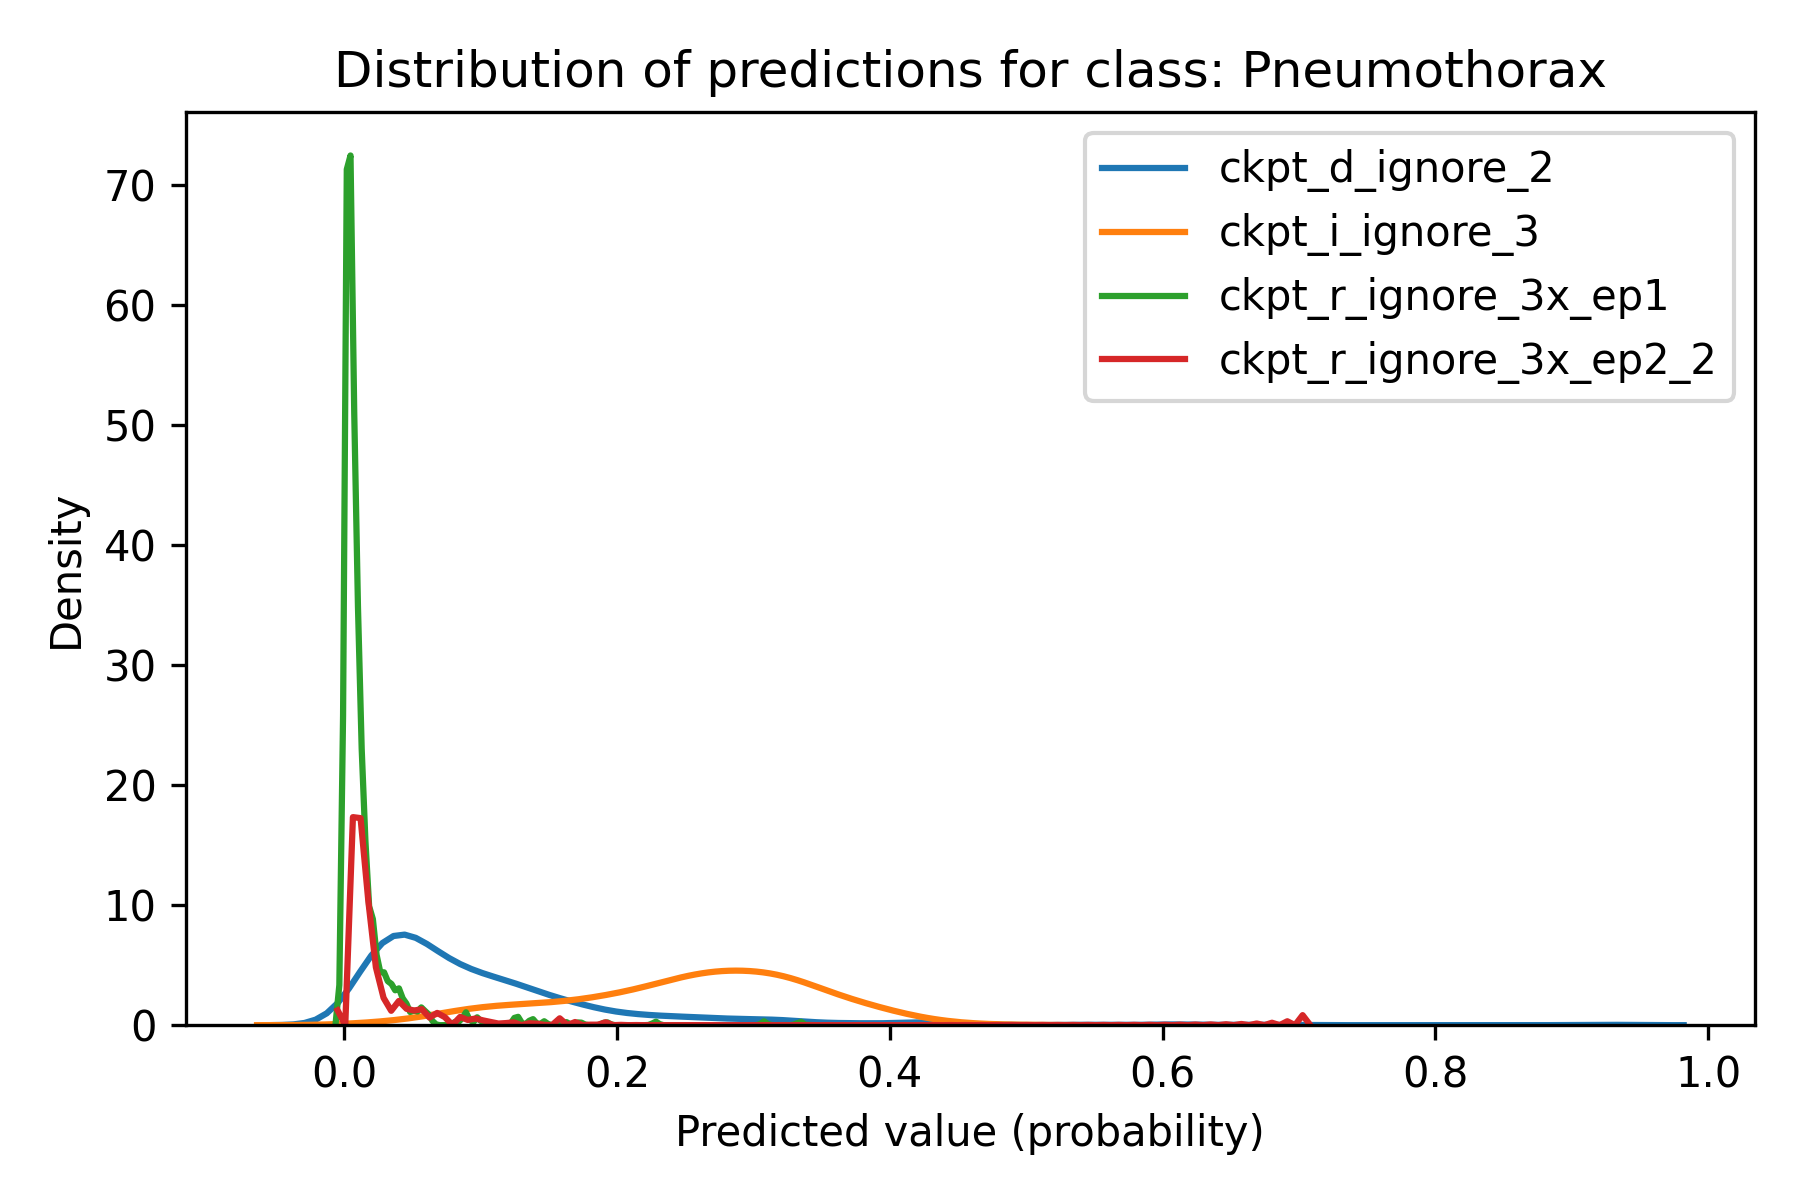 Distribution of predictions for class: Pneumothorax
ckpt_d_ignore_2
ckpt_i_ignore_3
ckpt_r_ignore_3x_ep1
ckpt_r_ignore_3x_ep2_2
Density
70
60
50
40
30
20
10
0
0.0 0.2 0.4 0.6 0.8 1.0
Predicted value (probability)